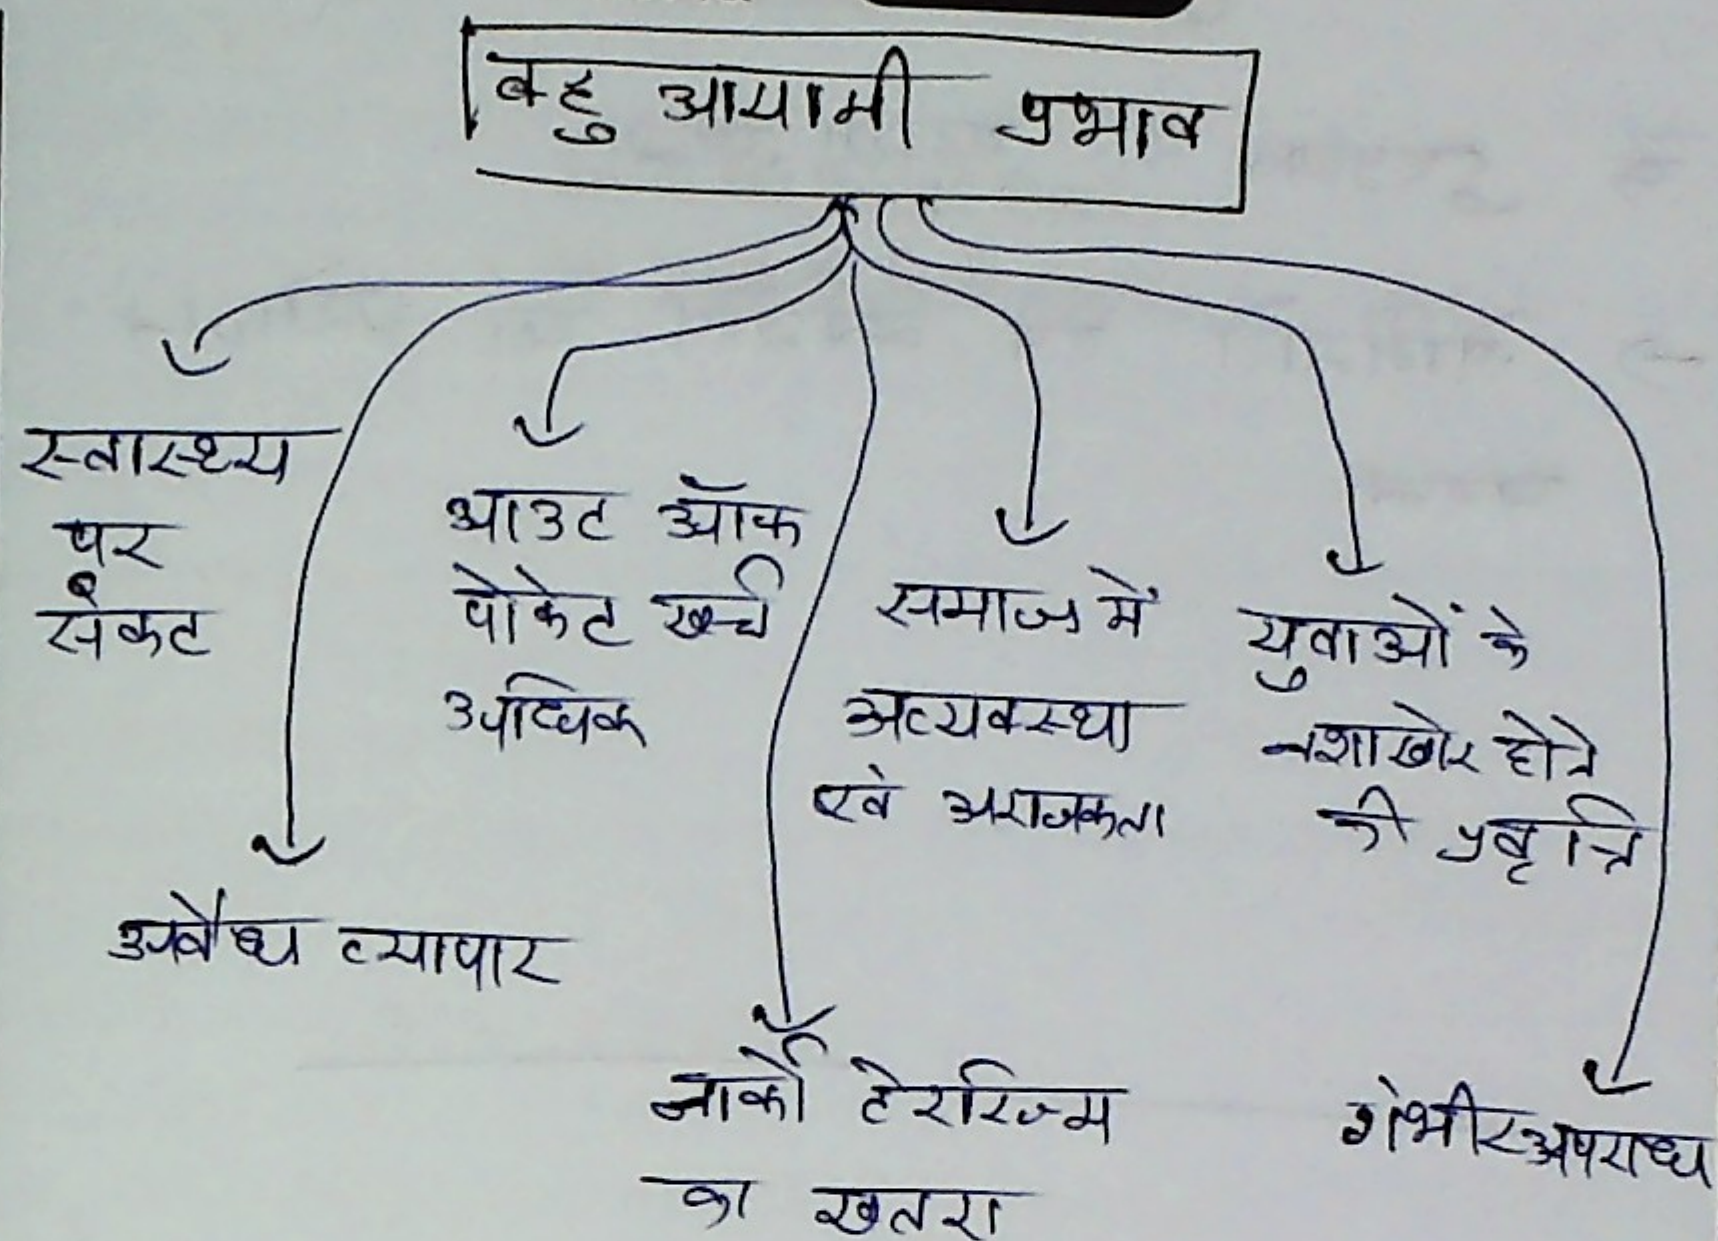 बहु आयामी प्रभाव
स्वास्थ्य
पर
संकट
अवैध व्यापार
आउट ऑफ
पॉकेट खर्च
अधिक
नार्को टेररिज्म
का खतरा
समाज में
अव्यवस्था
एवं अराजकता
युवाओं के
नशाखोर होने
की प्रवृत्ति
गंभीर अपराध